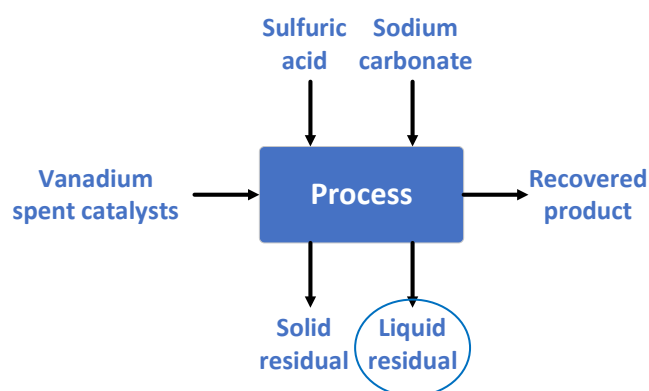 Sulfuric
acid
Sodium
carbonate
Vanadium
spent catalysts
Process
Recovered
product
Solid
residual
Liquid
residual